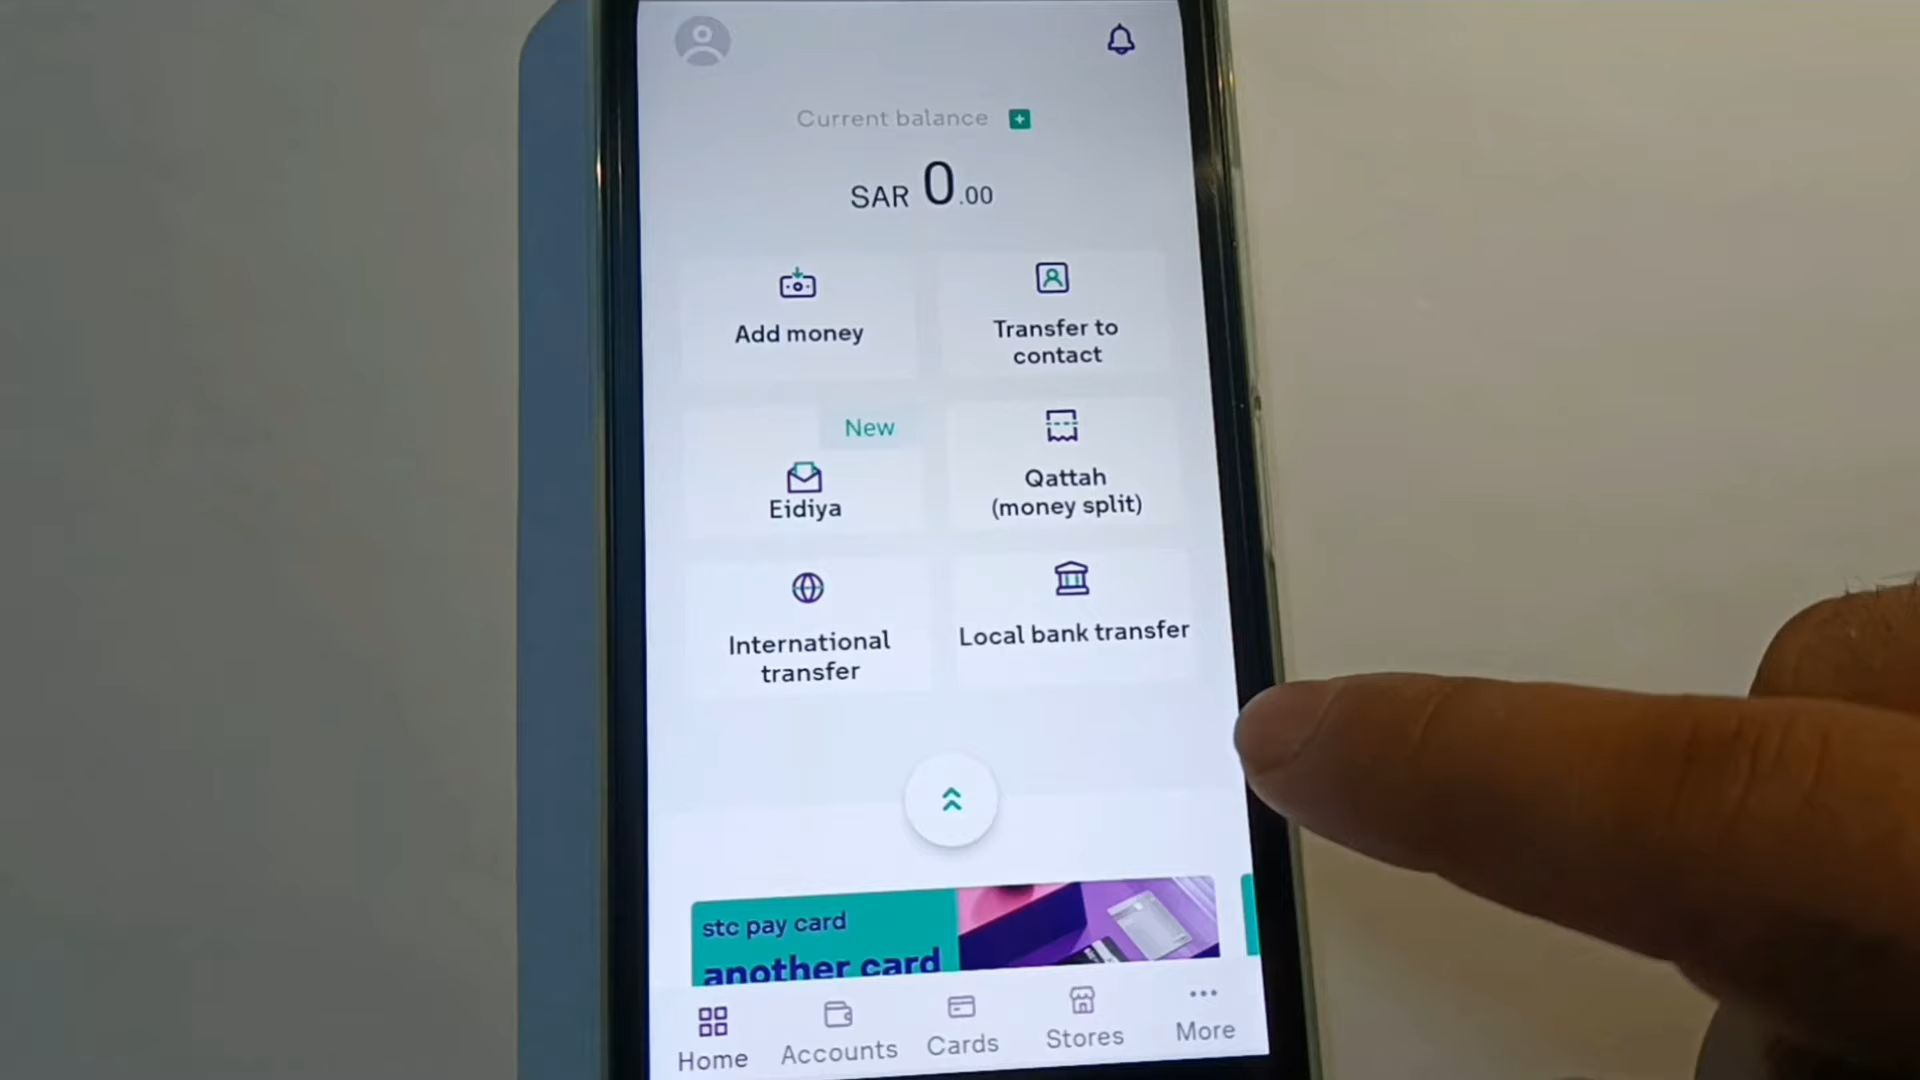 Current balance
SAR 0.00
Add money
Transfer to
contact
New
Eidiya
Qattah
(money split)
International
transfer
Local bank transfer
stc pay card
another card
Home
Accounts
Cards
Stores
More